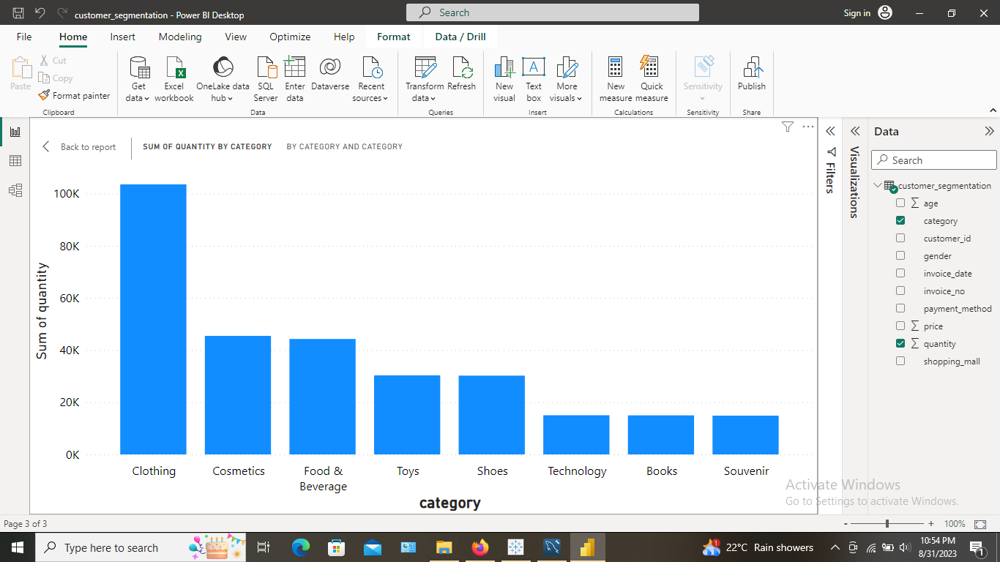 customer_segmentation - Power BI Desktop
Search
Sign in
File Home Insert Modeling View Optimize Help Format Data / Drill
Paste
Cut
Copy
Format painter
Clipboard
Get data
Excel workbook
OneLake data hub
SQL Server
Enter data
Dataverse
Recent sources
Data
Transform data
Refresh
Queries
New visual
Text box
More visuals
Insert
New measure
Quick measure
Calculations
Sensitivity
Sensitivity
Publish
Share
Back to report
SUM OF QUANTITY BY CATEGORY
BY CATEGORY AND CATEGORY
Sum of quantity
100K
80K
60K
40K
20K
0K
Clothing
Cosmetics
Food & Beverage
Toys
Shoes
Technology
Books
Souvenir
category
Filters
Visualizations
Data
Search
customer_segmentation
age
category
customer_id
gender
invoice_date
invoice_no
payment_method
price
quantity
shopping_mall
Activate Windows
Go to Settings to activate Windows.
Page 3 of 3
- + 100%
Type here to search
1
22°C Rain showers
10:54 PM
8/31/2023
1